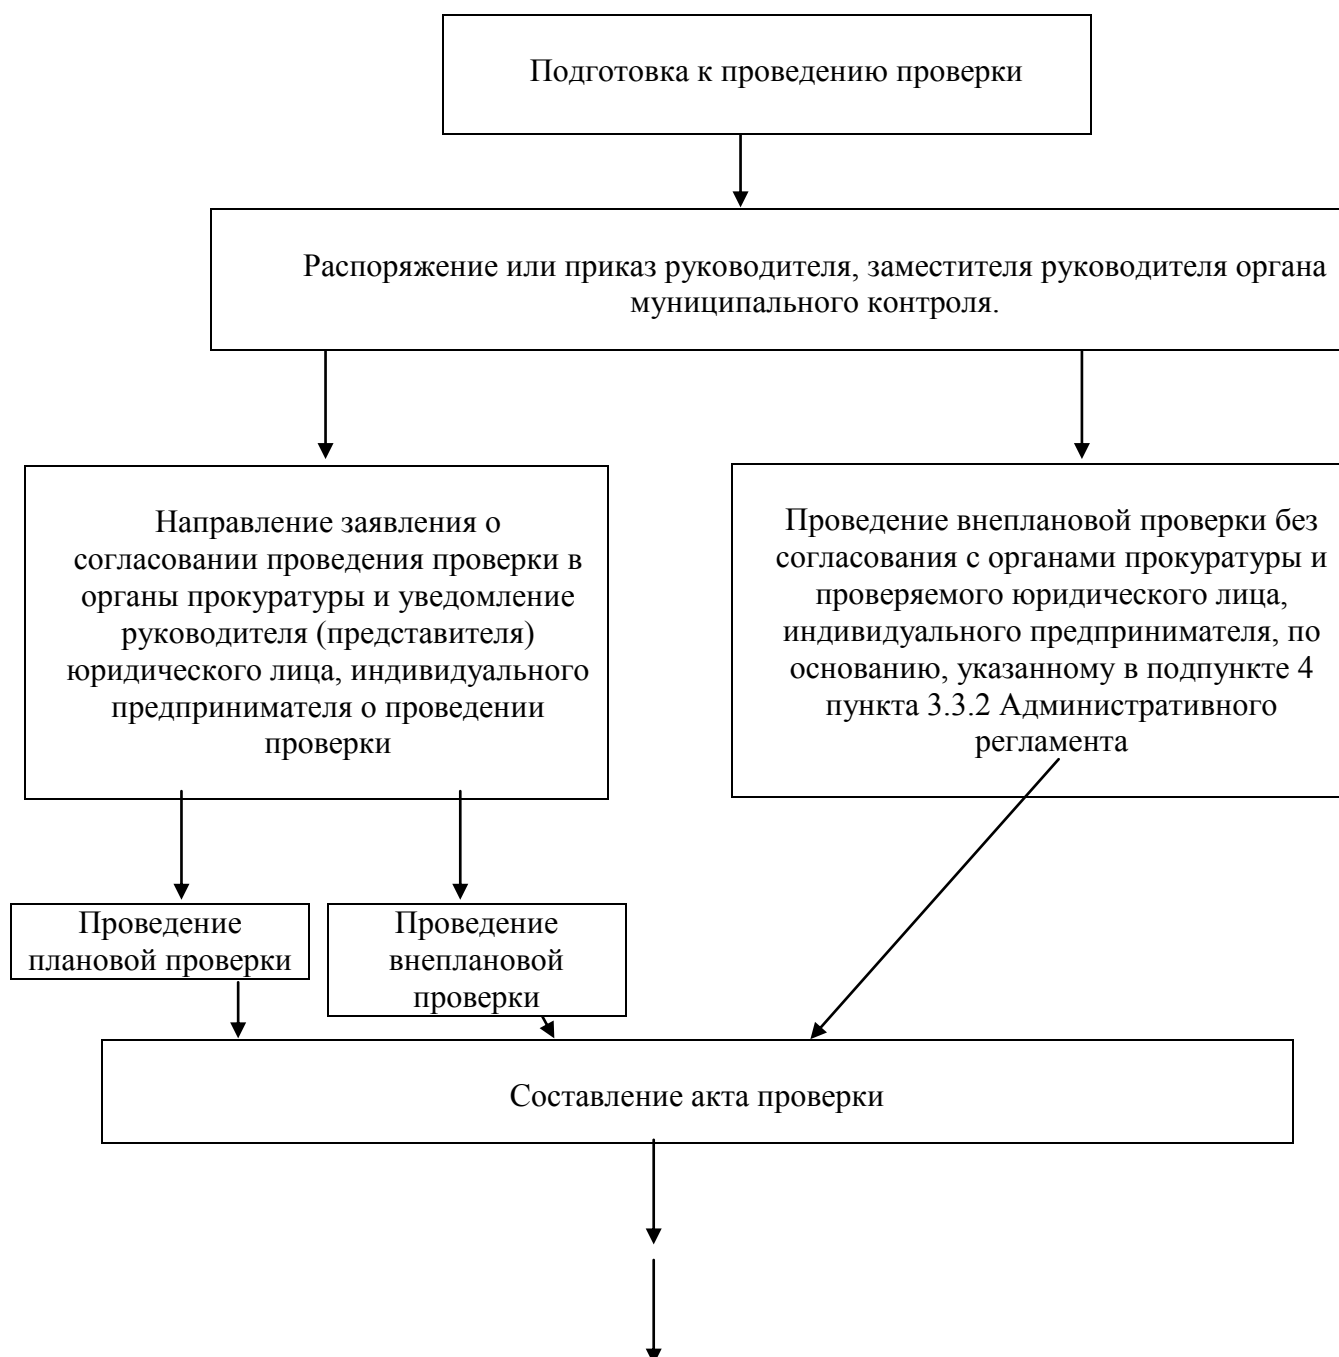 Подготовка к проведению проверки
Распоряжение или приказ руководителя, заместителя руководителя органа
муниципального контроля.
Направление заявления о
согласовании проведения проверки в
органы прокуратуры и уведомление
руководителя (представителя)
юридического лица, индивидуального
предпринимателя о проведении
проверки
Проведение внеплановой проверки без
согласования с органами прокуратуры и
проверяемого юридического лица,
индивидуального предпринимателя, по
основанию, указанному в подпункте 4
пункта 3.3.2 Административного
регламента
Проведение
плановой проверки
Проведение
внеплановой
проверки
Составление акта проверки